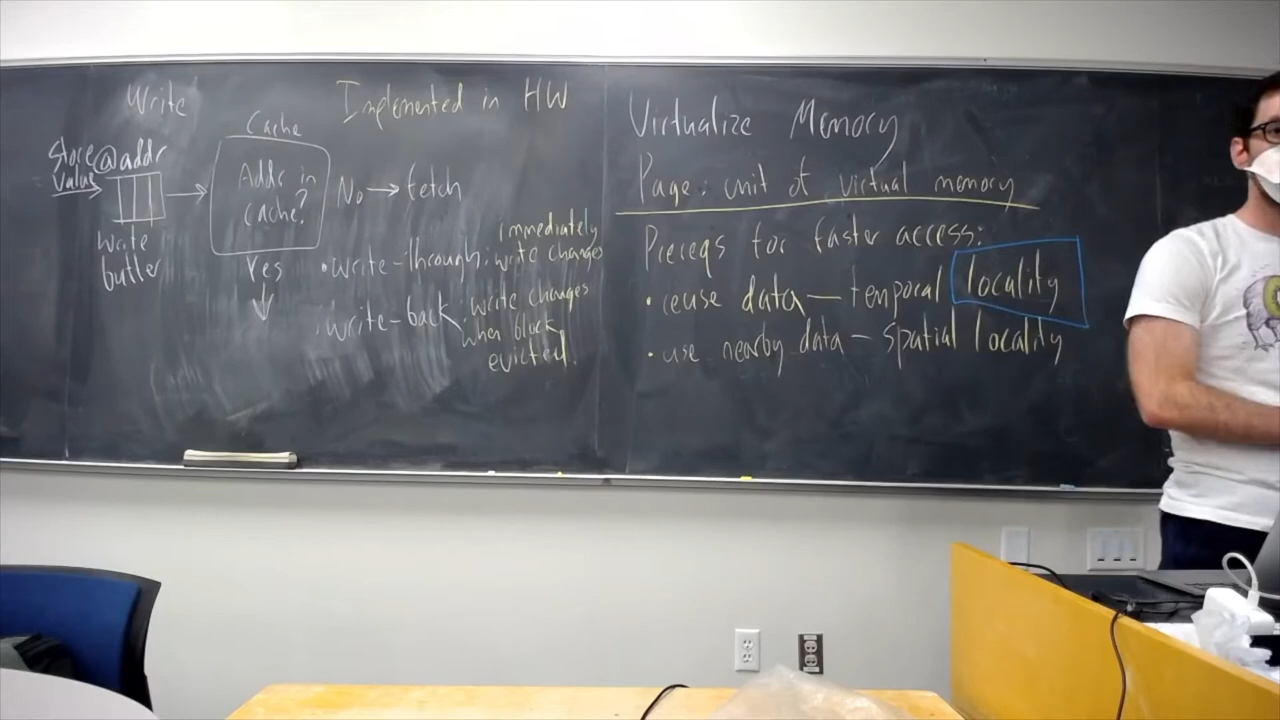 Write
Implemented in HW
Cache
Store @ addr
Value
Addr in
cache?
No → fetch
write
buffer
Yes
• write-through: immediately
write changes
• write-back: write changes
when block
evicted.
Virtualize Memory
Page: unit of virtual memory
Prereqs for faster access:
• reuse data — temporal locality
• use nearby data — spatial locality